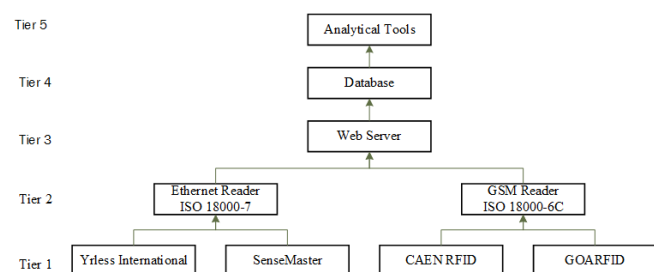 Tier 5
Analytical Tools
Tier 4
Database
Tier 3
Web Server
Tier 2
Ethernet Reader
ISO 18000-7
GSM Reader
ISO 18000-6C
Tier 1
Yrless International
SenseMaster
CAEN RFID
GOARFID